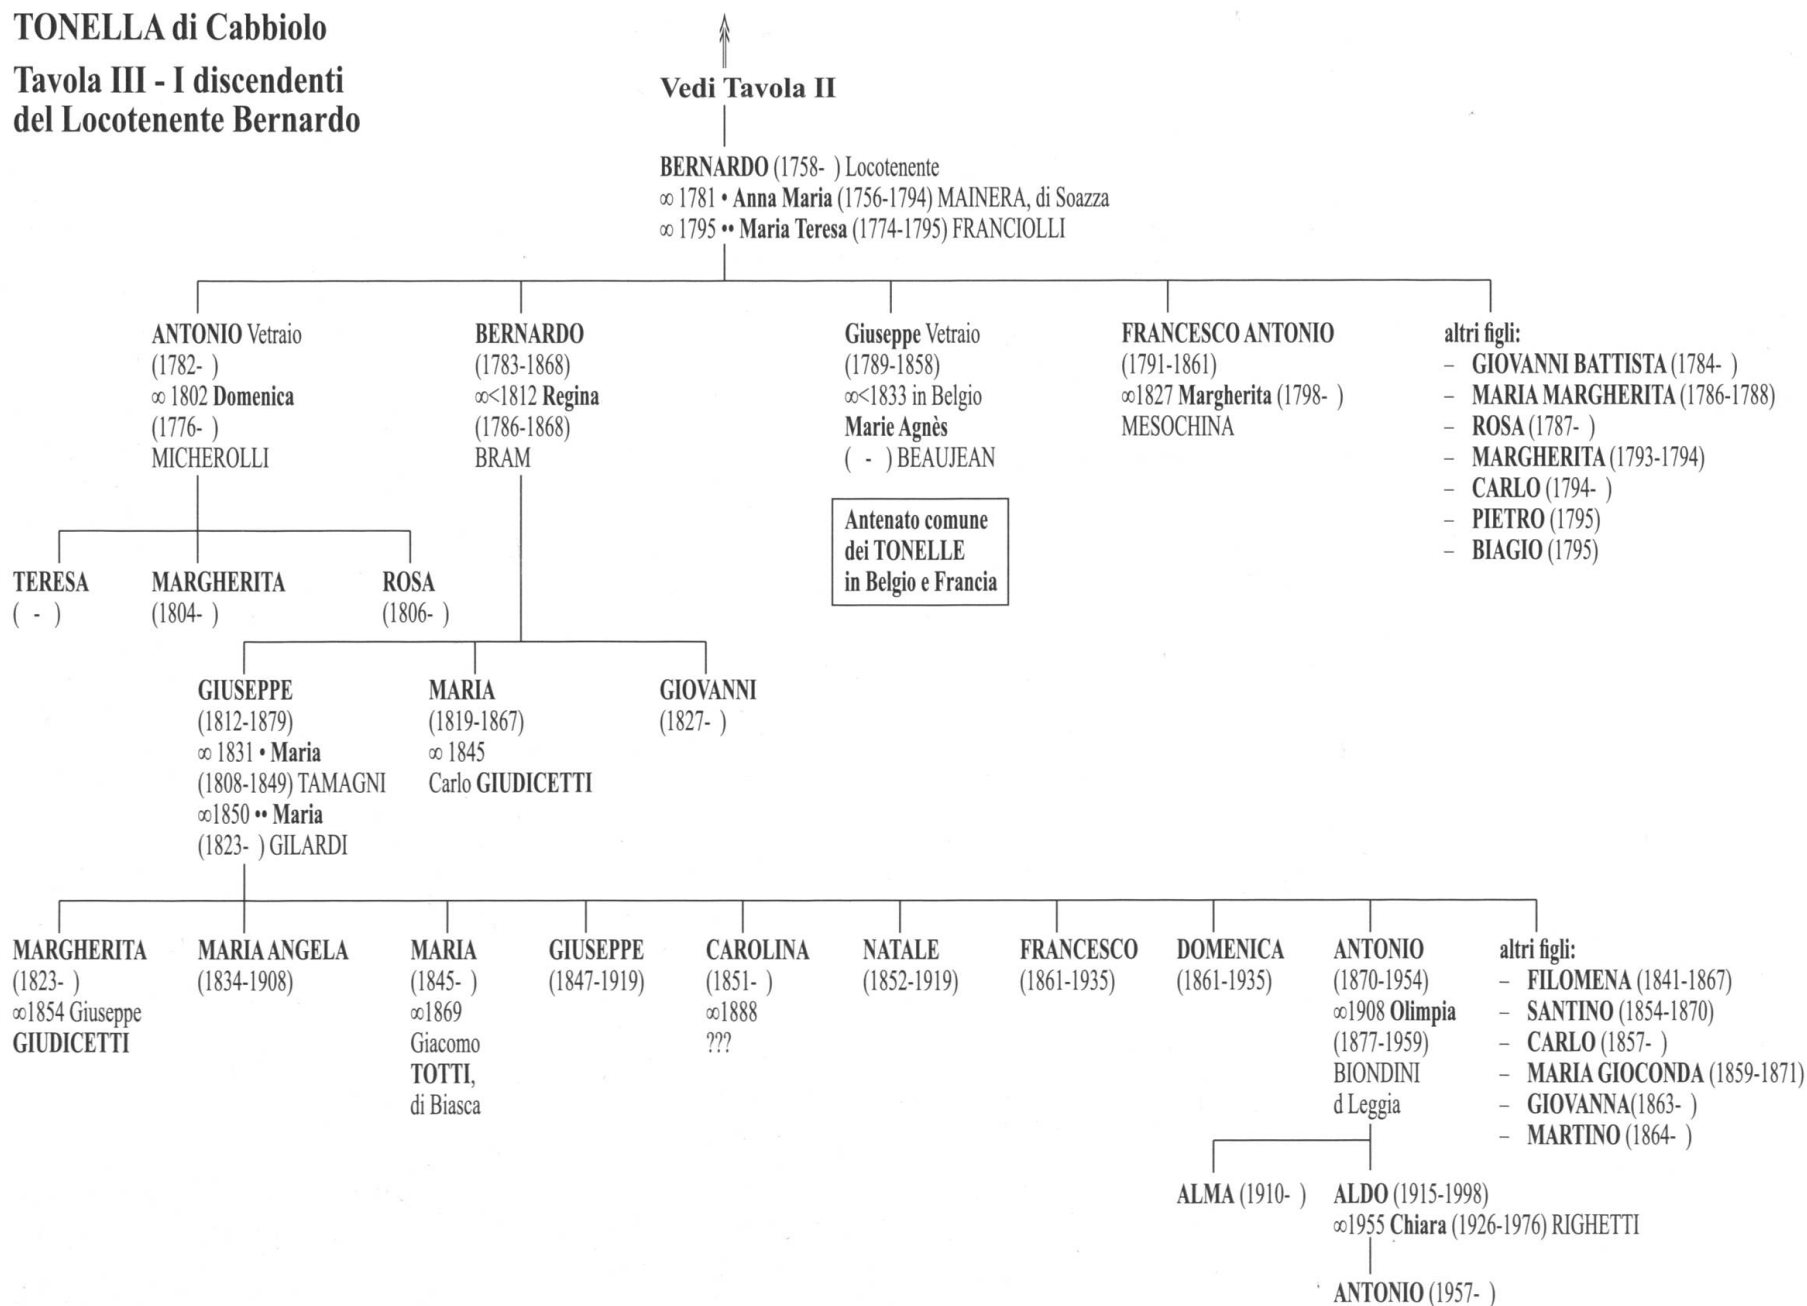 TONELLA di Cabbiolo
Tavola III - I discendenti
del Locotenente Bernardo
Vedi Tavola II
BERNARDO (1758- ) Locotenente
∞ 1781 • Anna Maria (1756-1794) MAINERA, di Soazza
∞ 1795 •• Maria Teresa (1774-1795) FRANCIOLLI
ANTONIO Vetraio
(1782- )
∞ 1802 Domenica
(1776- )
MICHEROLLI
BERNARDO
(1783-1868)
∞<1812 Regina
(1786-1868)
BRAM
Giuseppe Vetraio
(1789-1858)
∞<1833 in Belgio
Marie Agnès
( - ) BEAUJEAN
Antenato comune
dei TONELLE
in Belgio e Francia
FRANCESCO ANTONIO
(1791-1861)
∞1827 Margherita (1798- )
MESOCHINA
altri figli:
– GIOVANNI BATTISTA (1784- )
– MARIA MARGHERITA (1786-1788)
– ROSA (1787- )
– MARGHERITA (1793-1794)
– CARLO (1794- )
– PIETRO (1795)
– BIAGIO (1795)
TERESA
( - )
MARGHERITA
(1804- )
ROSA
(1806- )
GIUSEPPE
(1812-1879)
∞ 1831 • Maria
(1808-1849) TAMAGNI
∞1850 •• Maria
(1823- ) GILARDI
MARIA
(1819-1867)
∞ 1845
Carlo GIUDICETTI
GIOVANNI
(1827- )
MARGHERITA
(1823- )
∞1854 Giuseppe
GIUDICETTI
MARIA ANGELA
(1834-1908)
MARIA
(1845- )
∞1869
Giacomo
TOTTI,
di Biasca
GIUSEPPE
(1847-1919)
CAROLINA
(1851- )
∞1888
???
NATALE
(1852-1919)
FRANCESCO
(1861-1935)
DOMENICA
(1861-1935)
ANTONIO
(1870-1954)
∞1908 Olimpia
(1877-1959)
BIONDINI
d Leggia
altri figli:
– FILOMENA (1841-1867)
– SANTINO (1854-1870)
– CARLO (1857- )
– MARIA GIOCONDA (1859-1871)
– GIOVANNA(1863- )
– MARTINO (1864- )
ALMA (1910- )
ALDO (1915-1998)
∞1955 Chiara (1926-1976) RIGHETTI
ANTONIO (1957- )